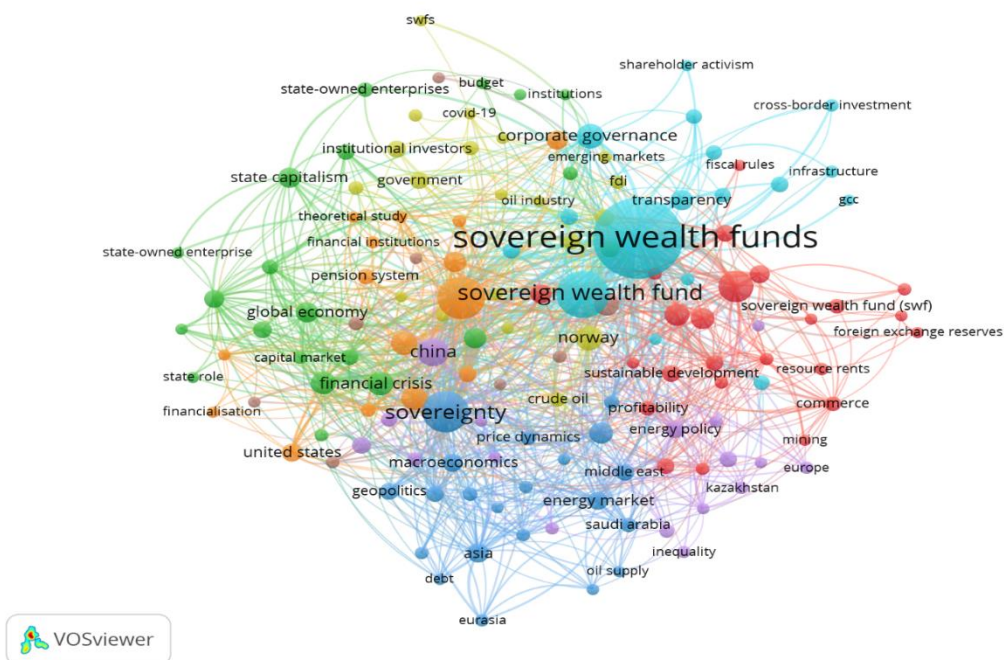 swfs
shareholder activism
state-owned enterprises
budget
institutions
cross-border investment
covid-19
corporate governance
institutional investors
emerging markets
fiscal rules
infrastructure
state capitalism
government
fdi
oil industry
transparency
gcc
theoretical study
sovereign wealth funds
financial institutions
state-owned enterprise
pension system
sovereign wealth fund
sovereign wealth fund (swf)
global economy
norway
foreign exchange reserves
china
capital market
sustainable development
resource rents
state role
financial crisis
crude oil
profitability
commerce
financialisation
sovereignty
price dynamics
energy policy
mining
united states
macroeconomics
middle east
europe
geopolitics
energy market
kazakhstan
saudi arabia
asia
inequality
debt
oil supply
eurasia
VOSviewer